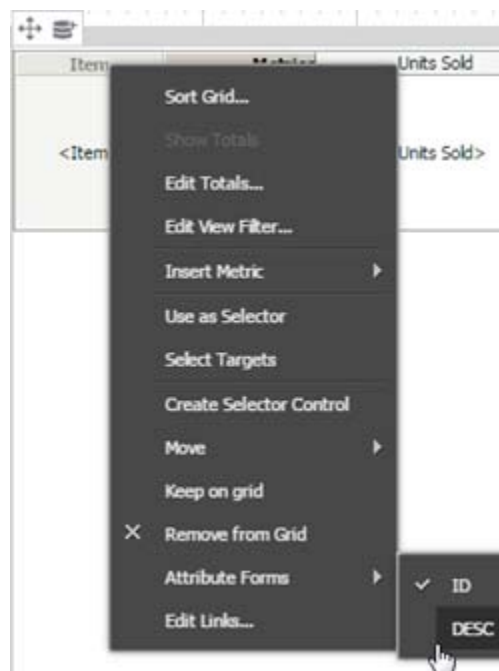 Item Metrics Units Sold
<Item Units Sold>
Sort Grid...
Show Totals
Edit Totals...
Edit View Filter...
Insert Metric
Use as Selector
Select Targets
Create Selector Control
Move
Keep on grid
Remove from Grid
Attribute Forms
ID
DESC
Edit Links...